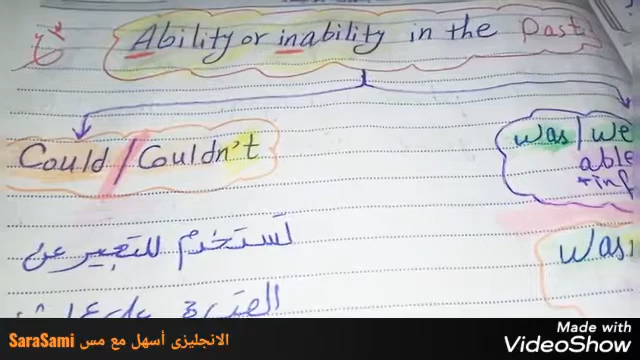 Ability or inability in the Past:
Could / Couldn't
was / we
able
+ inf
تستخدم للتعبير عن
was
الانجليزى أسهل مع مس SaraSami
Made with
VideoShow